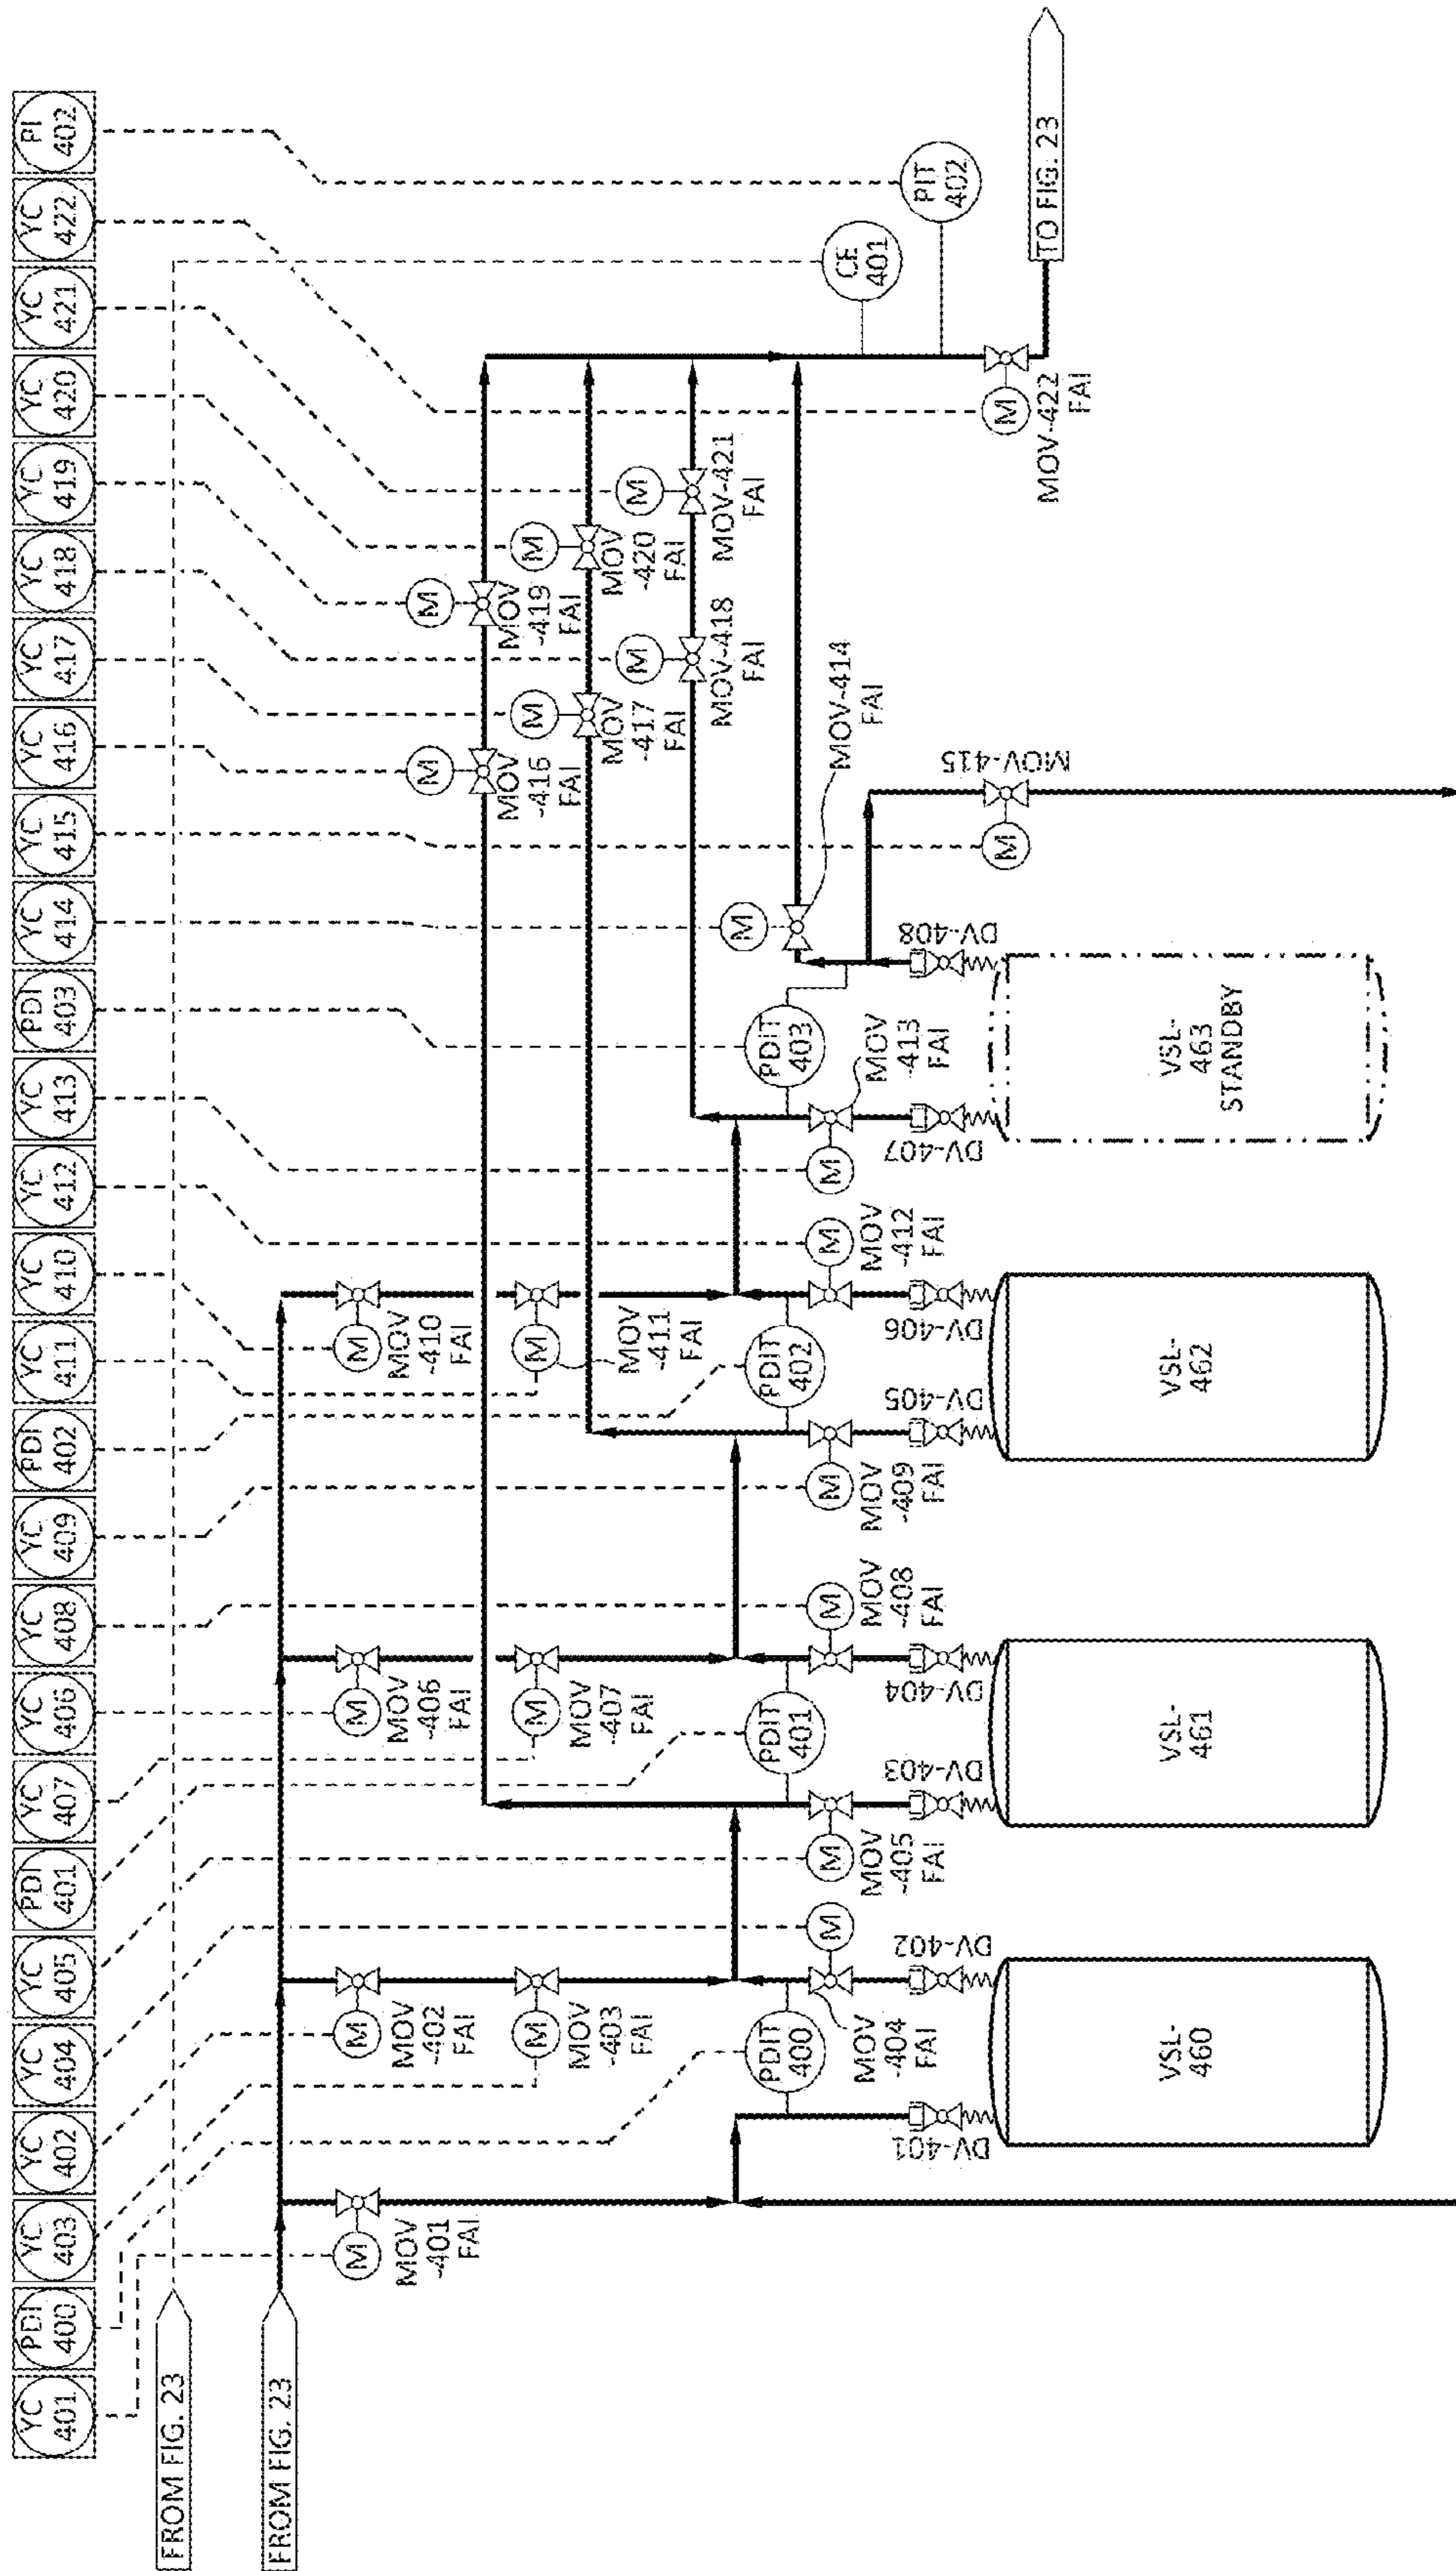 YC
401
PDI
400
YC
403
YC
402
YC
404
YC
405
PDI
401
YC
407
YC
406
YC
408
YC
409
PDI
402
YC
411
YC
410
YC
412
YC
413
PDI
403
YC
414
YC
415
YC
416
YC
417
YC
418
YC
419
YC
420
YC
421
YC
422
PI
402
FROM FIG. 23
FROM FIG. 23
M
MOV
-401
FAI
M
MOV
-402
FAI
M
MOV
-403
FAI
M
MOV
-406
FAI
M
MOV
-407
FAI
M
MOV
-410
FAI
M
MOV
-411
FAI
M
MOV
-416
FAI
M
MOV
-419
FAI
M
MOV
-417
FAI
M
MOV
-420
FAI
M
MOV-418
FAI
M
MOV-421
FAI
M
MOV-414
FAI
CE
401
PIT
402
M
MOV-422
FAI
TO FIG. 23
M
MOV-415
PDIT
400
M
MOV
-404
FAI
DV-401
DV-402
M
MOV
-405
FAI
PDIT
401
M
MOV
-408
FAI
DV-403
DV-404
M
MOV
-409
FAI
PDIT
402
M
MOV
-412
FAI
DV-405
DV-406
M
MOV
-413
FAI
PDIT
403
DV-407
DV-408
VSL-
460
VSL-
461
VSL-
462
VSL-
463
STANDBY